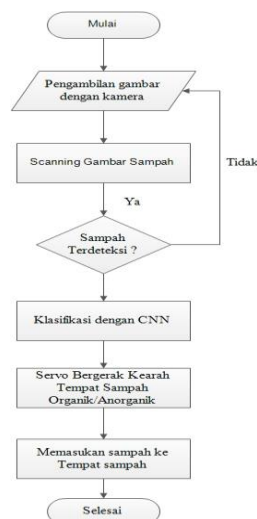 Mulai
Pengambilan gambar
dengan kamera
Scanning Gambar Sampah
Tidak
Ya
Sampah
Terdeteksi ?
Klasifikasi dengan CNN
Servo Bergerak Kearah
Tempat Sampah
Organik/Anorganik
Memasukan sampah ke
Tempat sampah
Selesai